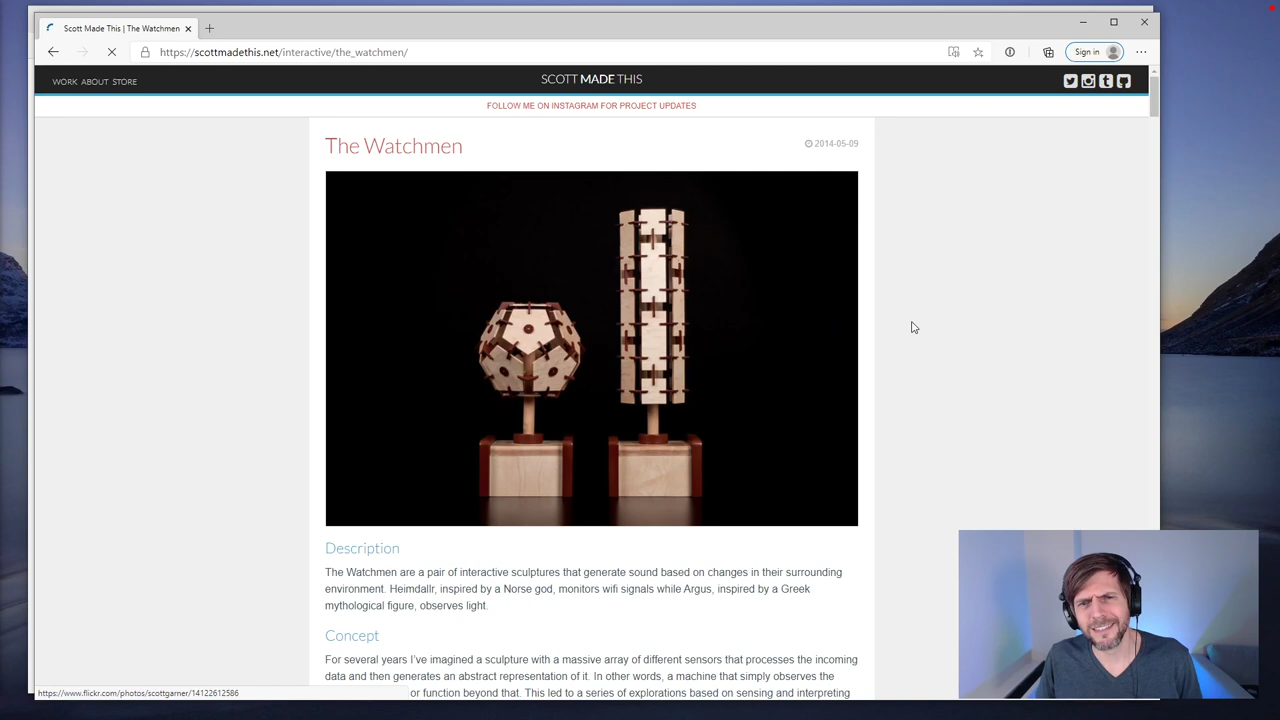 Scott Made This | The Watchmen
https://scottmadethis.net/interactive/the_watchmen/
Sign in
WORK ABOUT STORE
SCOTT MADE THIS
FOLLOW ME ON INSTAGRAM FOR PROJECT UPDATES
The Watchmen
2014-05-09
Description
The Watchmen are a pair of interactive sculptures that generate sound based on changes in their surrounding
environment. Heimdallr, inspired by a Norse god, monitors wifi signals while Argus, inspired by a Greek
mythological figure, observes light.
Concept
For several years I've imagined a sculpture with a massive array of different sensors that processes the incoming
data and then generates an abstract representation of it. In other words, a machine that simply observes the
or function beyond that. This led to a series of explorations based on sensing and interpreting
https://www.flickr.com/photos/scottgarner/14122612586